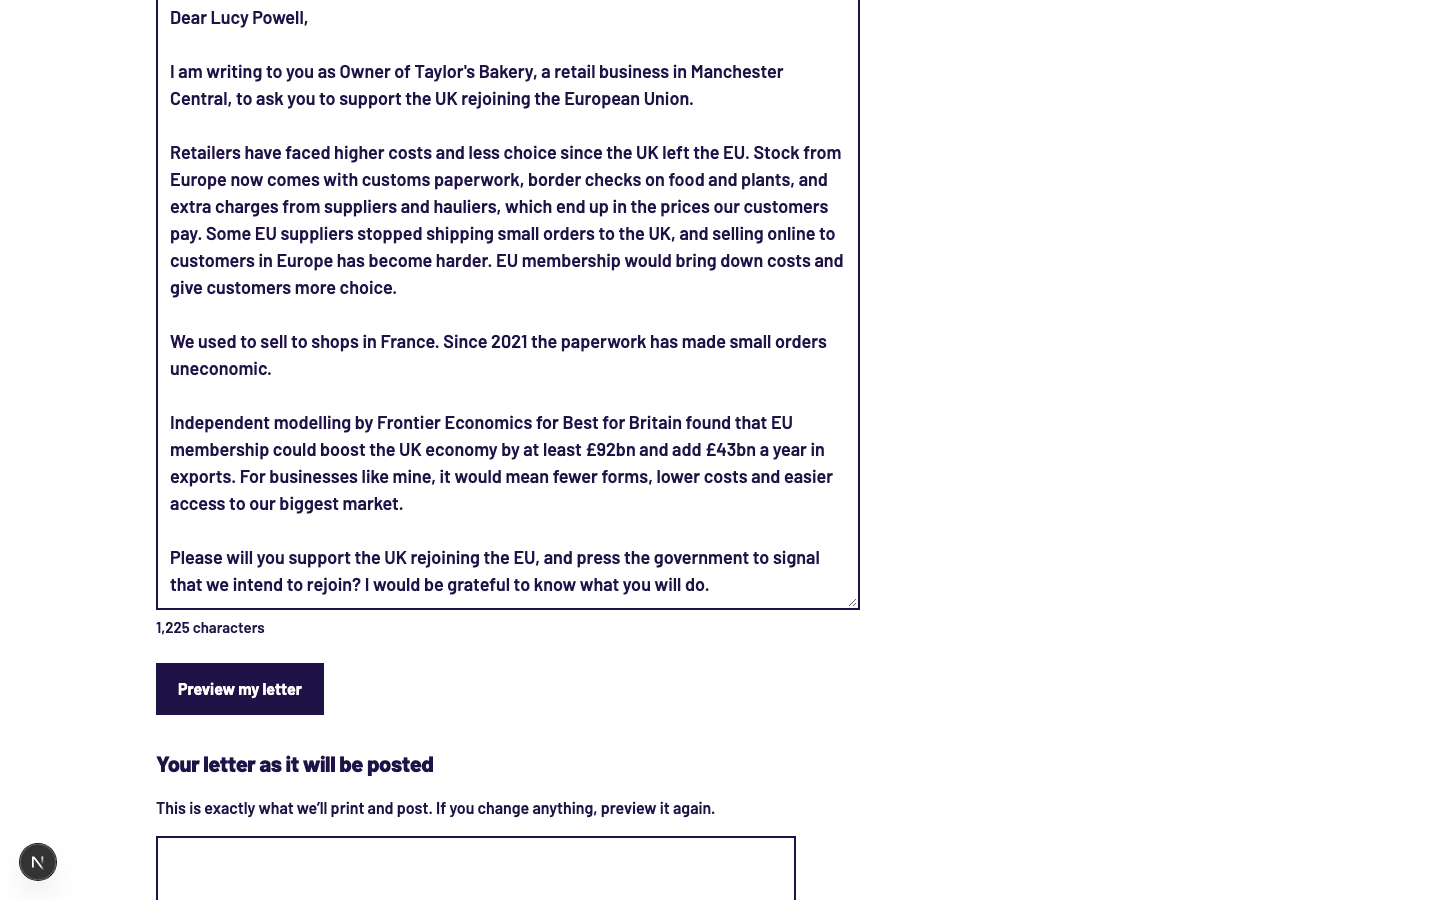 Dear Lucy Powell,
I am writing to you as Owner of Taylor's Bakery, a retail business in Manchester
Central, to ask you to support the UK rejoining the European Union.
Retailers have faced higher costs and less choice since the UK left the EU. Stock from
Europe now comes with customs paperwork, border checks on food and plants, and
extra charges from suppliers and hauliers, which end up in the prices our customers
pay. Some EU suppliers stopped shipping small orders to the UK, and selling online to
customers in Europe has become harder. EU membership would bring down costs and
give customers more choice.
We used to sell to shops in France. Since 2021 the paperwork has made small orders
uneconomic.
Independent modelling by Frontier Economics for Best for Britain found that EU
membership could boost the UK economy by at least £92bn and add £43bn a year in
exports. For businesses like mine, it would mean fewer forms, lower costs and easier
access to our biggest market.
Please will you support the UK rejoining the EU, and press the government to signal
that we intend to rejoin? I would be grateful to know what you will do.
1,225 characters
Preview my letter
Your letter as it will be posted
This is exactly what we’ll print and post. If you change anything, preview it again.
N